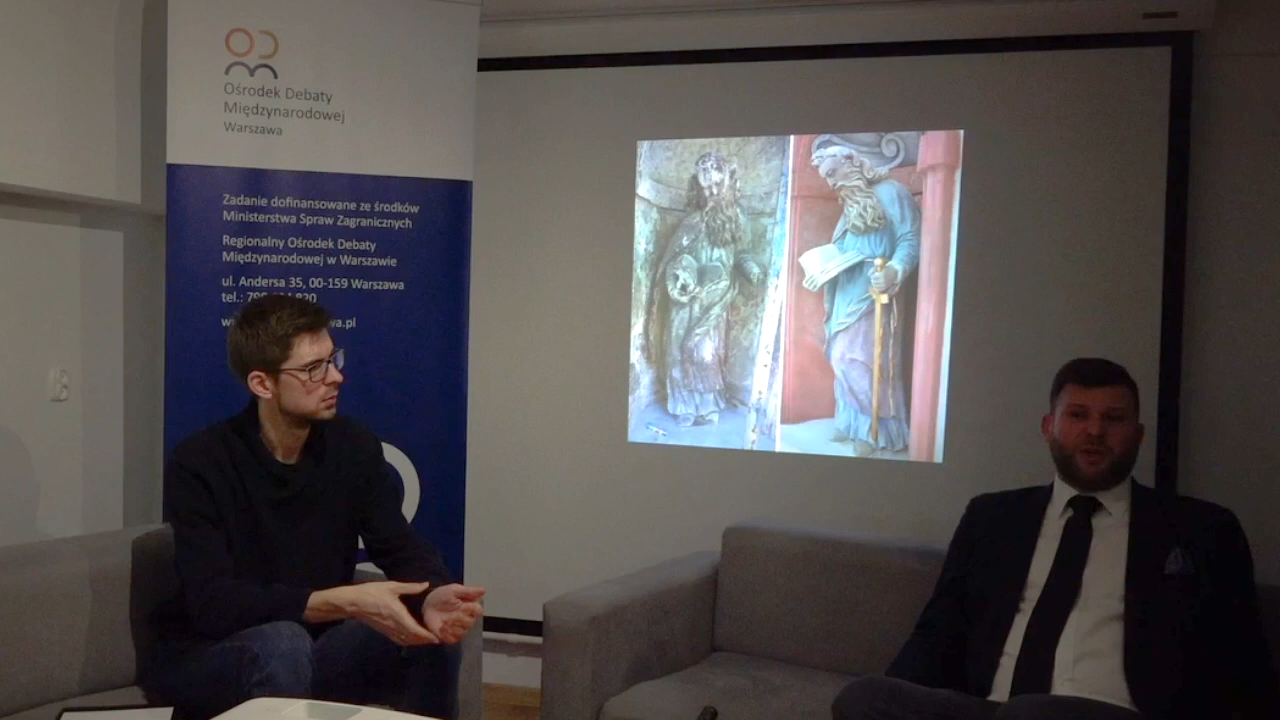 Ośrodek Debaty
Międzynarodowej
Warszawa
Zadanie dofinansowane ze środków
Ministerstwa Spraw Zagranicznych
Regionalny Ośrodek Debaty
Międzynarodowej w Warszawie
ul. Andersa 35, 00-159 Warszawa
tel.: